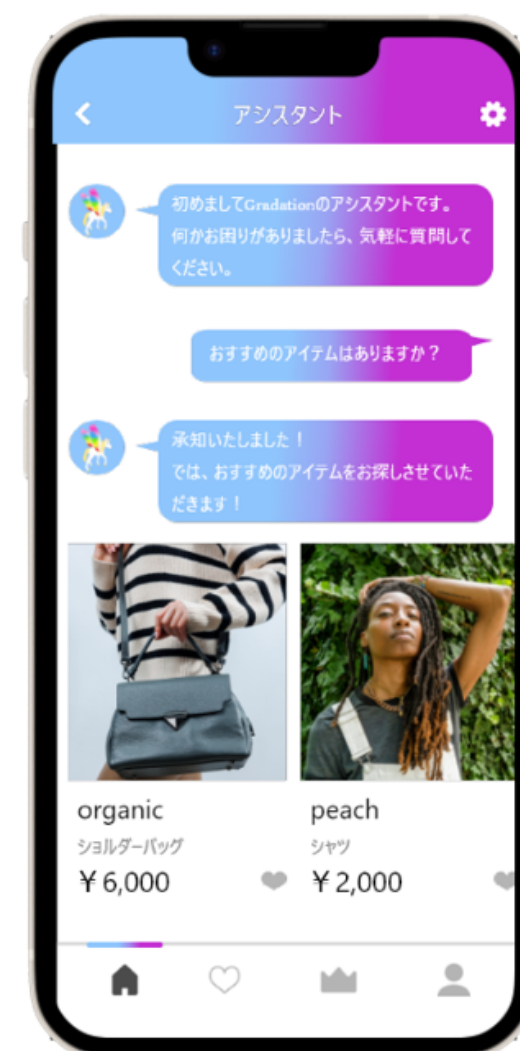 アシスタント
初めましてGradationのアシスタントです。
何かお困りがありましたら、気軽に質問して
ください。
おすすめのアイテムはありますか？
承知いたしました！
では、おすすめのアイテムをお探しさせていた
だきます！
organic
peach
ショルダーバッグ
シャツ
￥6,000
￥2,000